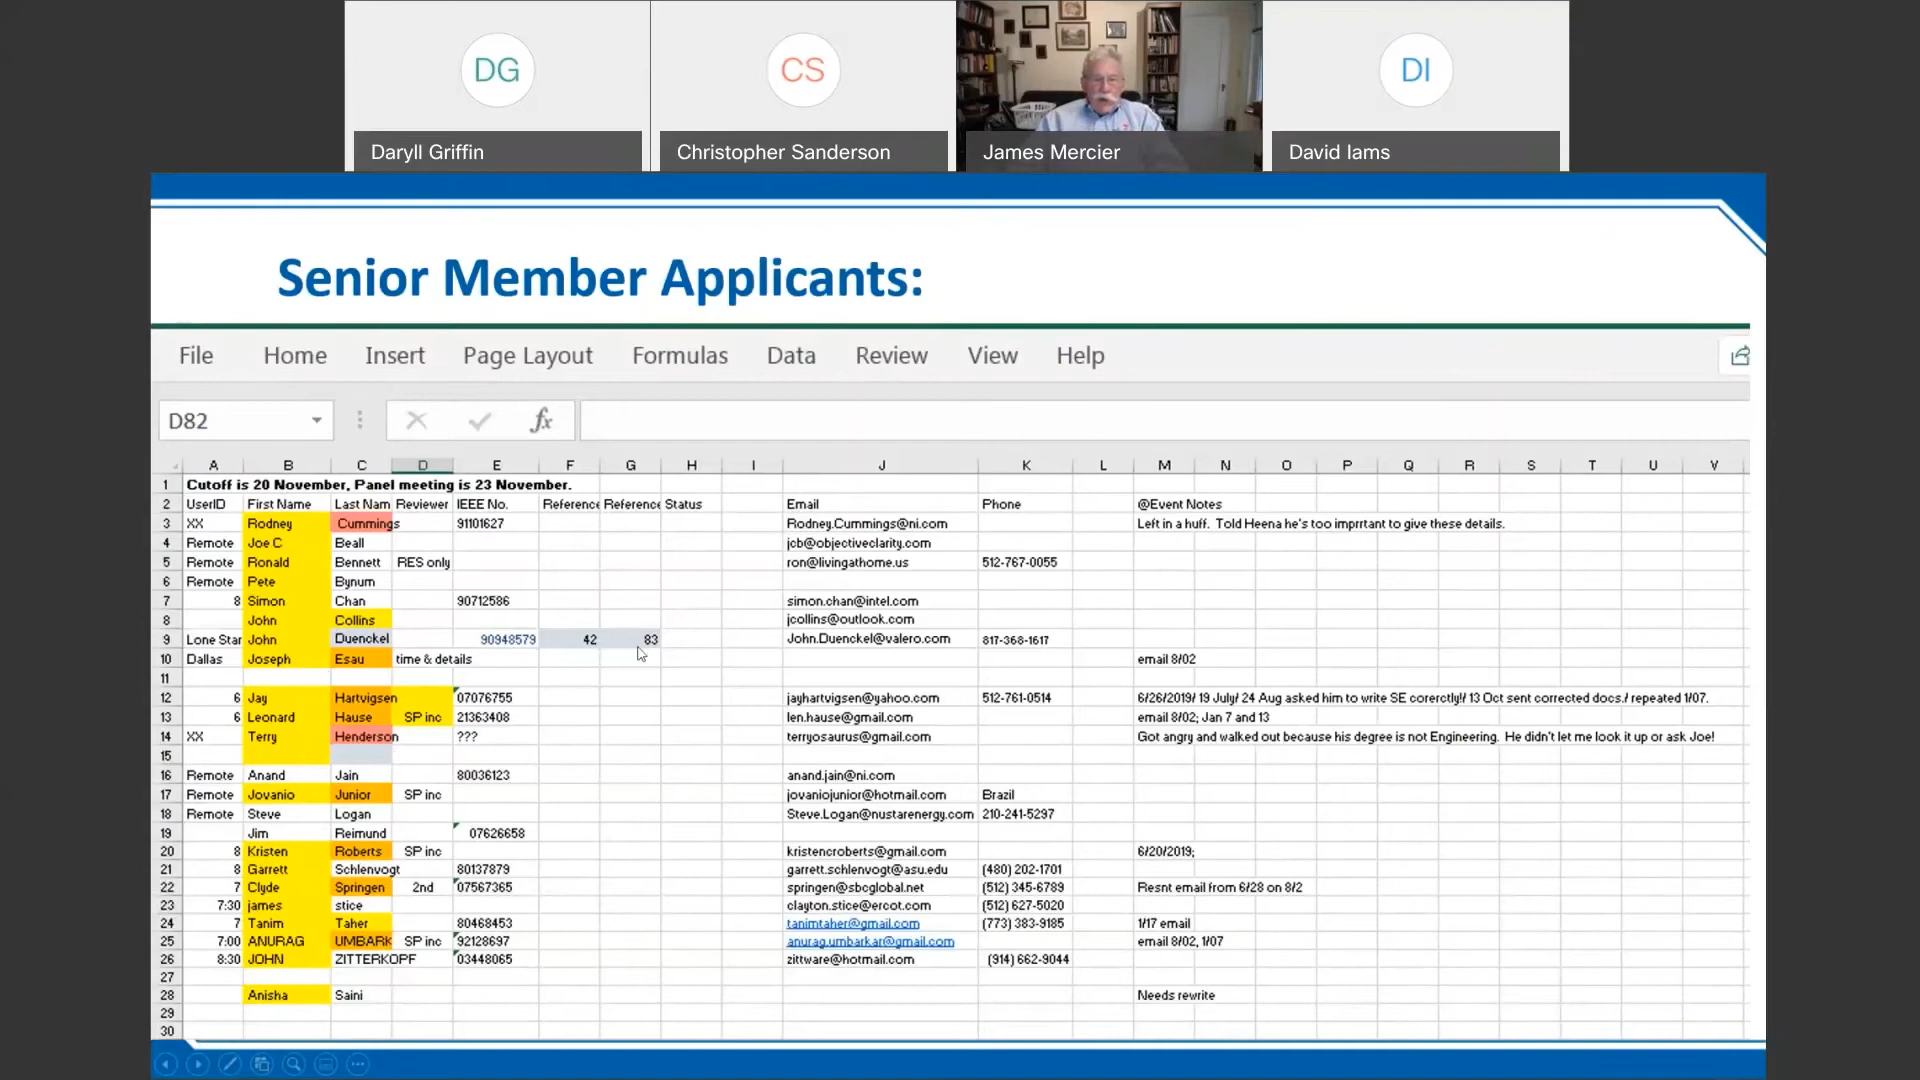 DG
CS
DI
Daryll Griffin
Christopher Sanderson
James Mercier
David Iams
Senior Member Applicants:
File Home Insert Page Layout Formulas Data Review View Help
D82 fx
A B C D E F G H I J K L M N O P Q R S T U V
1 Cutoff is 20 November, Panel meeting is 23 November.
2 UserID First Name Last Nam Reviewer IEEE No. Reference Reference Status Email Phone @Event Notes
3 XX Rodney Cummings 91101627 Rodney.Cummings@ni.com Left in a huff. Told Heena he's too imprrtant to give these details.
4 Remote Joe C Beall jcb@objectiveclarity.com
5 Remote Ronald Bennett RES only ron@livingathome.us 512-767-0055
6 Remote Pete Bynum
7 8 Simon Chan 90712586 simon.chan@intel.com
8 John Collins jcollins@outlook.com
9 Lone Star John Duenckel 90948579 42 83 John.Duenckel@valero.com 817-368-1617
10 Dallas Joseph Esau time & details email 8/02
11
12 6 Jay Hartvigsen 07076755 jayhartvigsen@yahoo.com 512-761-0514 6/26/2019/ 19 July/ 24 Aug asked him to write SE corerctly!/ 13 Oct sent corrected docs./ repeated 1/07.
13 6 Leonard Hause SP inc 21363408 len.hause@gmail.com email 8/02; Jan 7 and 13
14 XX Terry Henderson ??? terryosaurus@gmail.com Got angry and walked out because his degree is not Engineering. He didn't let me look it up or ask Joe!
15
16 Remote Anand Jain 80036123 anand.jain@ni.com
17 Remote Jovanio Junior SP inc jovaniojunior@hotmail.com Brazil
18 Remote Steve Logan Steve.Logan@nustarenergy.com 210-241-5297
19 Jim Reimund 07626658
20 8 Kristen Roberts SP inc kristencroberts@gmail.com 6/20/2019;
21 8 Garrett Schlenvogt 80137879 garrett.schlenvogt@asu.edu (480) 202-1701
22 7 Clyde Springen 2nd 07567365 springen@sbcglobal.net (512) 345-6789 Resnt email from 6/28 on 8/2
23 7:30 james stice clayton.stice@ercot.com (512) 627-5020
24 7 Tanim Taher 80468453 tanimtaher@gmail.com (773) 383-9185 1/17 email
25 7:00 ANURAG UMBARK SP inc 92128697 anurag.umbarkar@gmail.com email 8/02, 1/07
26 8:30 JOHN ZITTERKOPF 03448065 zittware@hotmail.com (914) 662-9044
27
28 Anisha Saini Needs rewrite
29
30